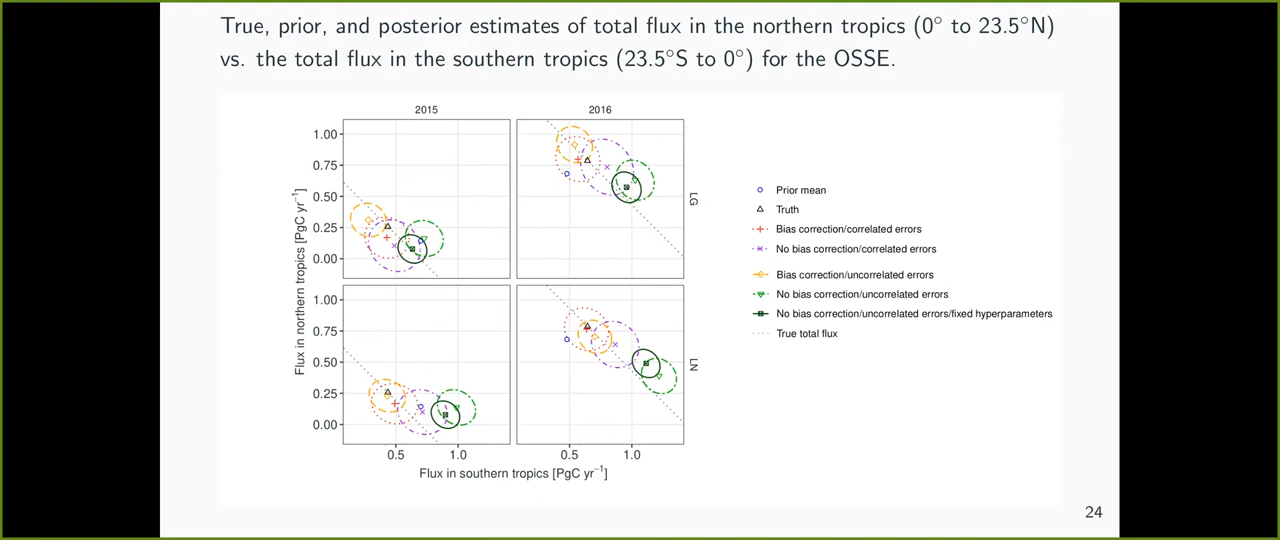 True, prior, and posterior estimates of total flux in the northern tropics (0° to 23.5°N)
vs. the total flux in the southern tropics (23.5°S to 0°) for the OSSE.
2015 2016
1.00
0.75
0.50
0.25
0.00
LG
1.00
0.75
0.50
0.25
0.00
LN
Flux in northern tropics [PgC yr⁻¹]
0.5 1.0 0.5 1.0
Flux in southern tropics [PgC yr⁻¹]
Prior mean
Truth
Bias correction/correlated errors
No bias correction/correlated errors
Bias correction/uncorrelated errors
No bias correction/uncorrelated errors
No bias correction/uncorrelated errors/fixed hyperparameters
True total flux
24